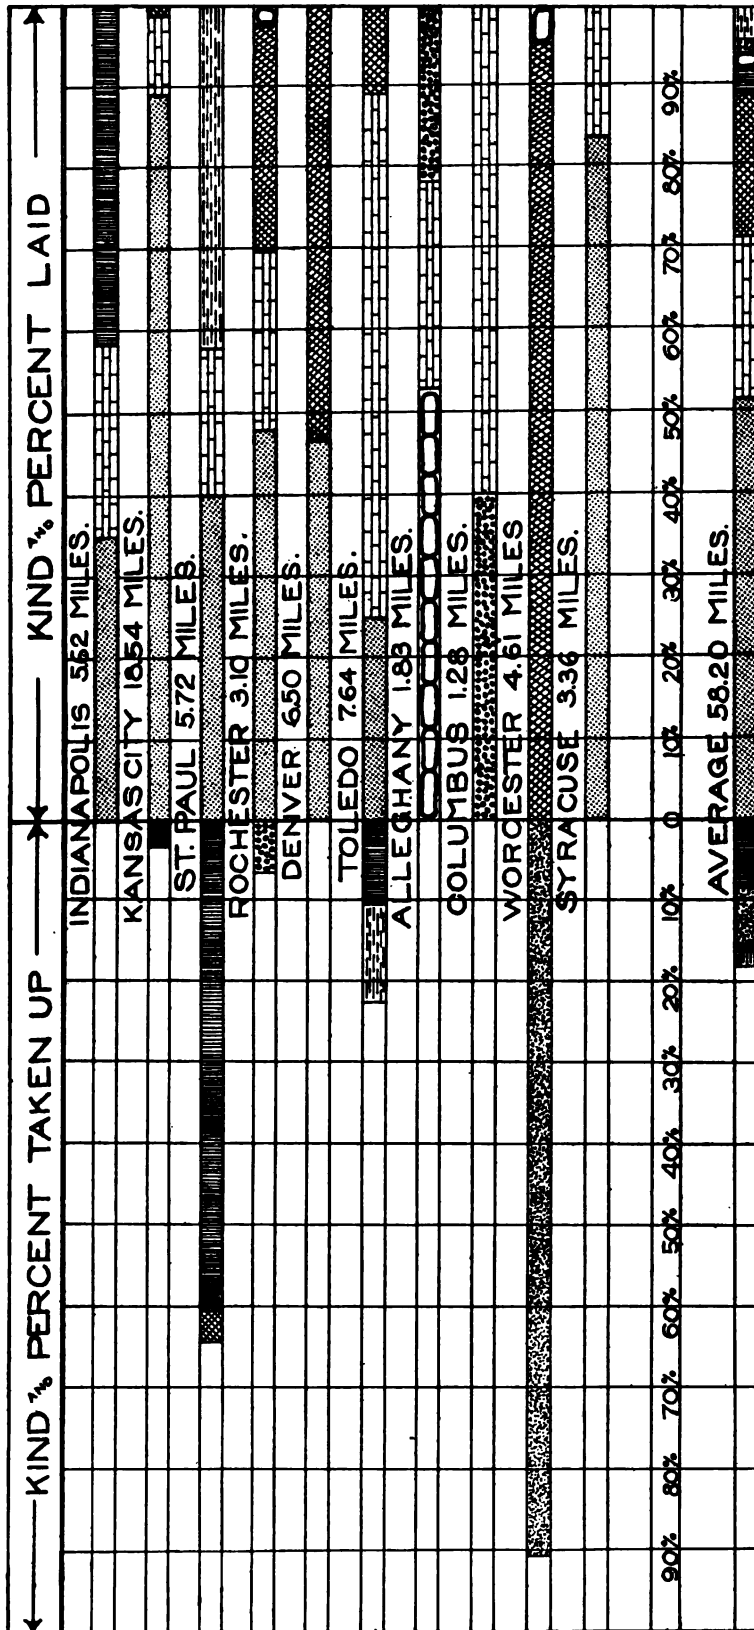 KIND & PERCENT TAKEN UP
KIND & PERCENT LAID
INDIANAPOLIS 5.62 MILES.
KANSAS CITY 18.54 MILES.
ST. PAUL 5.72 MILES.
ROCHESTER 3.10 MILES.
DENVER 6.50 MILES.
TOLEDO 7.64 MILES.
ALLEGHANY 1.83 MILES.
COLUMBUS 1.28 MILES.
WORCESTER 4.61 MILES
SYRACUSE 3.36 MILES.
90% 80% 70% 60% 50% 40% 30% 20% 10% 0 10% 20% 30% 40% 50% 60% 70% 80% 90%
AVERAGE 58.20 MILES.